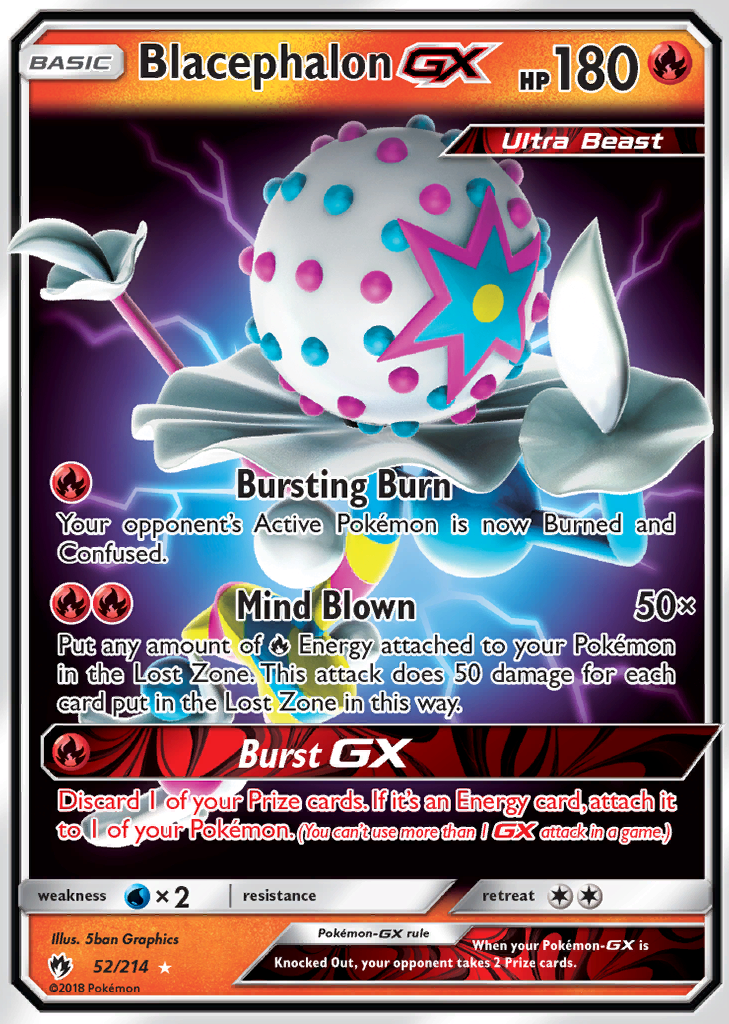 BASIC Blacephalon GX HP 180
Ultra Beast
Bursting Burn
Your opponent's Active Pokémon is now Burned and
Confused.
Mind Blown 50×
Put any amount of Energy attached to your Pokémon
in the Lost Zone. This attack does 50 damage for each
card put in the Lost Zone in this way.
Burst GX
Discard 1 of your Prize cards. If it's an Energy card, attach it
to 1 of your Pokémon. (You can't use more than 1 GX attack in a game.)
weakness ×2 resistance retreat
Illus. 5ban Graphics
52/214
©2018 Pokémon
Pokémon-GX rule
When your Pokémon-GX is
Knocked Out, your opponent takes 2 Prize cards.